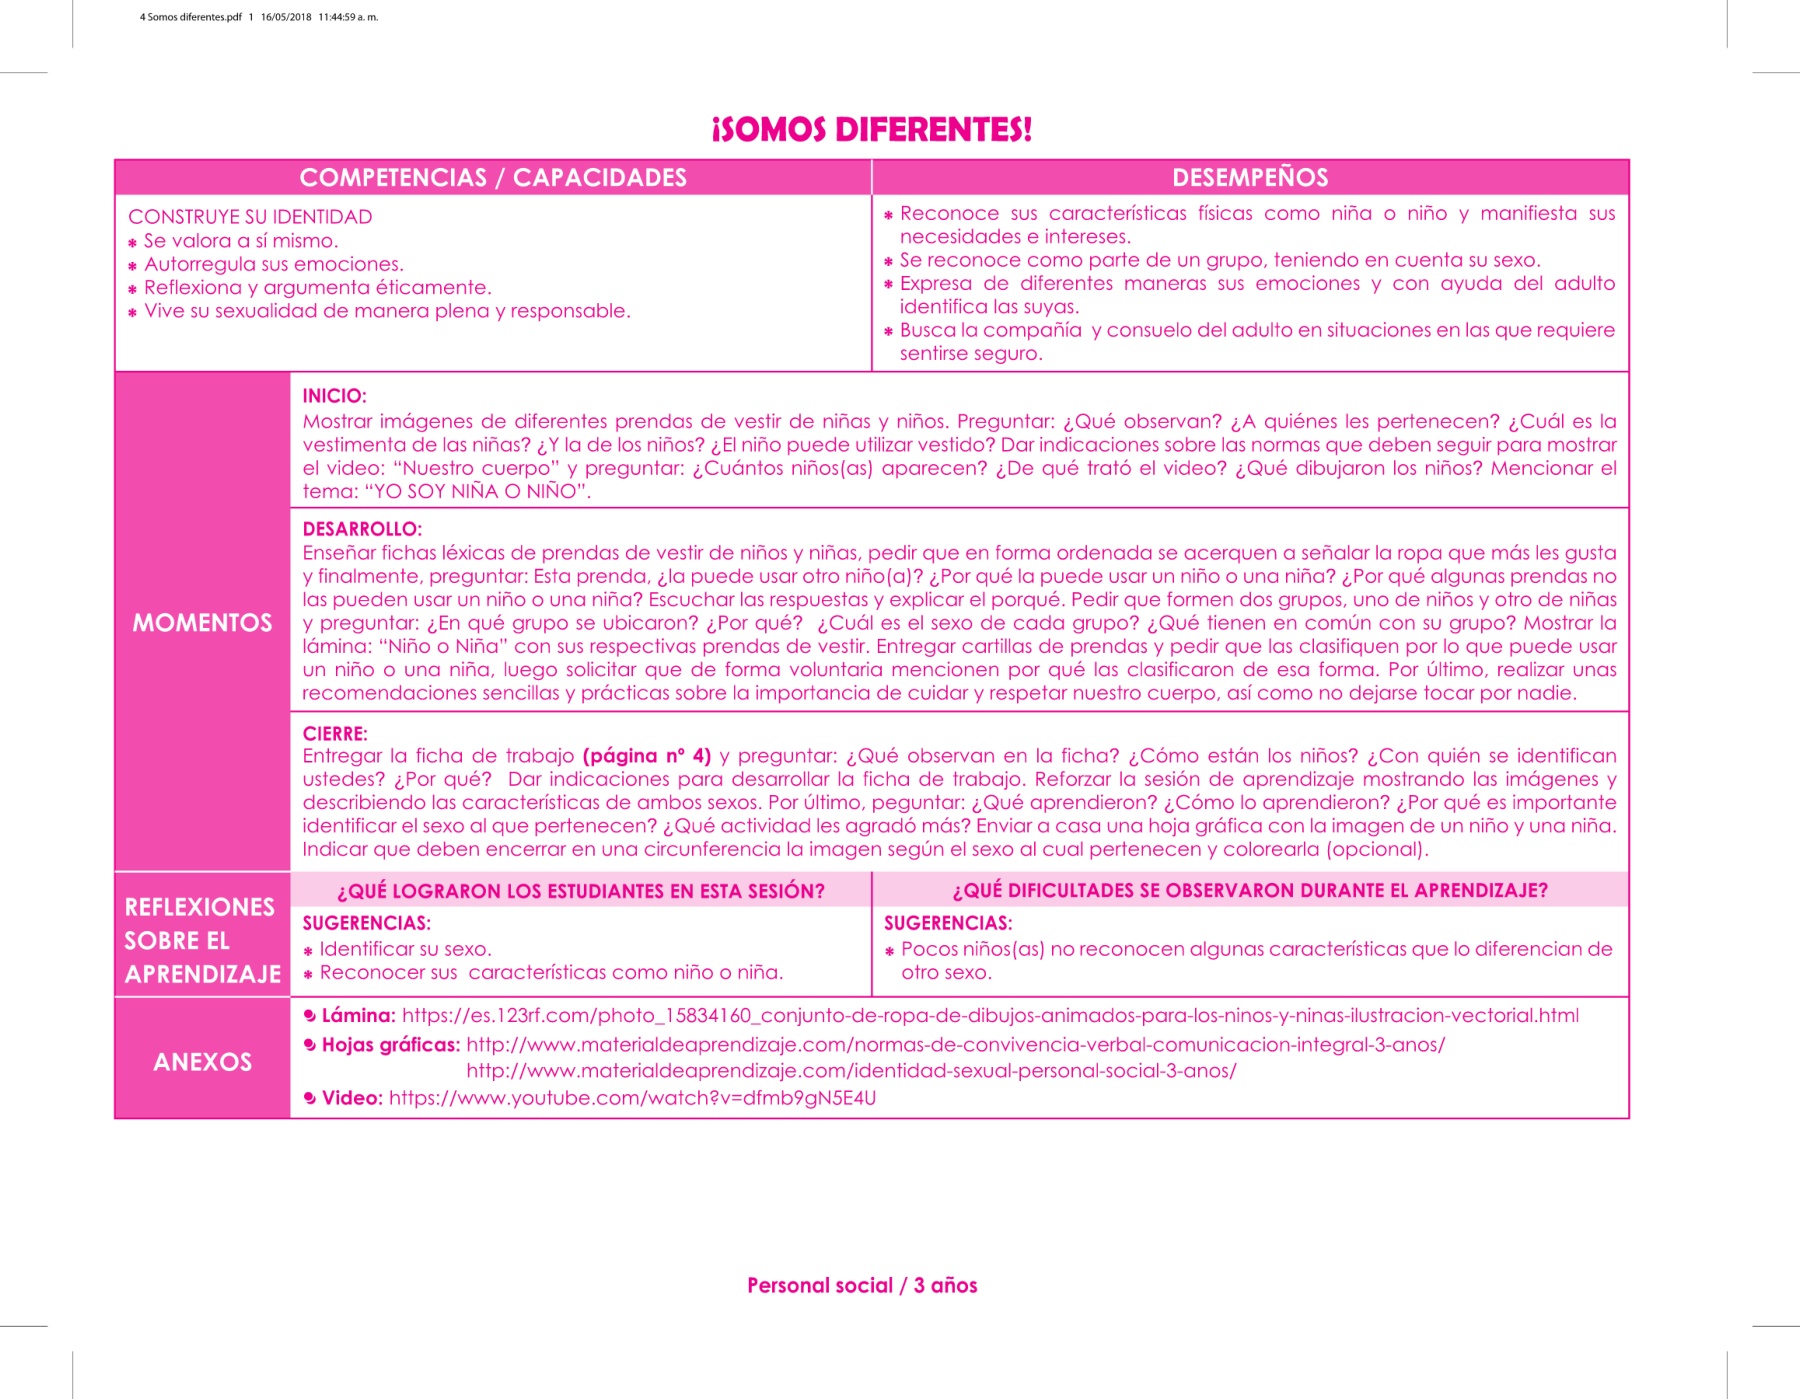 4 Somos diferentes.pdf 1 16/05/2018 11:44:59 a. m.
¡SOMOS DIFERENTES!
COMPETENCIAS / CAPACIDADES
DESEMPEÑOS
CONSTRUYE SU IDENTIDAD
* Se valora a sí mismo.
* Autorregula sus emociones.
* Reflexiona y argumenta éticamente.
* Vive su sexualidad de manera plena y responsable.
* Reconoce sus características físicas como niña o niño y manifiesta sus
necesidades e intereses.
* Se reconoce como parte de un grupo, teniendo en cuenta su sexo.
* Expresa de diferentes maneras sus emociones y con ayuda del adulto
identifica las suyas.
* Busca la compañía y consuelo del adulto en situaciones en las que requiere
sentirse seguro.
MOMENTOS
INICIO:
Mostrar imágenes de diferentes prendas de vestir de niñas y niños. Preguntar: ¿Qué observan? ¿A quiénes les pertenecen? ¿Cuál es la
vestimenta de las niñas? ¿Y la de los niños? ¿El niño puede utilizar vestido? Dar indicaciones sobre las normas que deben seguir para mostrar
el video: “Nuestro cuerpo” y preguntar: ¿Cuántos niños(as) aparecen? ¿De qué trató el video? ¿Qué dibujaron los niños? Mencionar el
tema: “YO SOY NIÑA O NIÑO”.
DESARROLLO:
Enseñar fichas léxicas de prendas de vestir de niños y niñas, pedir que en forma ordenada se acerquen a señalar la ropa que más les gusta
y finalmente, preguntar: Esta prenda, ¿la puede usar otro niño(a)? ¿Por qué la puede usar un niño o una niña? ¿Por qué algunas prendas no
las pueden usar un niño o una niña? Escuchar las respuestas y explicar el porqué. Pedir que formen dos grupos, uno de niños y otro de niñas
y preguntar: ¿En qué grupo se ubicaron? ¿Por qué? ¿Cuál es el sexo de cada grupo? ¿Qué tienen en común con su grupo? Mostrar la
lámina: “Niño o Niña” con sus respectivas prendas de vestir. Entregar cartillas de prendas y pedir que las clasifiquen por lo que puede usar
un niño o una niña, luego solicitar que de forma voluntaria mencionen por qué las clasificaron de esa forma. Por último, realizar unas
recomendaciones sencillas y prácticas sobre la importancia de cuidar y respetar nuestro cuerpo, así como no dejarse tocar por nadie.
CIERRE:
Entregar la ficha de trabajo (página nº 4) y preguntar: ¿Qué observan en la ficha? ¿Cómo están los niños? ¿Con quién se identifican
ustedes? ¿Por qué? Dar indicaciones para desarrollar la ficha de trabajo. Reforzar la sesión de aprendizaje mostrando las imágenes y
describiendo las características de ambos sexos. Por último, peguntar: ¿Qué aprendieron? ¿Cómo lo aprendieron? ¿Por qué es importante
identificar el sexo al que pertenecen? ¿Qué actividad les agradó más? Enviar a casa una hoja gráfica con la imagen de un niño y una niña.
Indicar que deben encerrar en una circunferencia la imagen según el sexo al cual pertenecen y colorearla (opcional).
REFLEXIONES
SOBRE EL
APRENDIZAJE
¿QUÉ LOGRARON LOS ESTUDIANTES EN ESTA SESIÓN?
SUGERENCIAS:
* Identificar su sexo.
* Reconocer sus características como niño o niña.
¿QUÉ DIFICULTADES SE OBSERVARON DURANTE EL APRENDIZAJE?
SUGERENCIAS:
* Pocos niños(as) no reconocen algunas características que lo diferencian de
otro sexo.
ANEXOS
Lámina: https://es.123rf.com/photo_15834160_conjunto-de-ropa-de-dibujos-animados-para-los-ninos-y-ninas-ilustracion-vectorial.html
Hojas gráficas: http://www.materialdeaprendizaje.com/normas-de-convivencia-verbal-comunicacion-integral-3-anos/
http://www.materialdeaprendizaje.com/identidad-sexual-personal-social-3-anos/
Video: https://www.youtube.com/watch?v=dfmb9gN5E4U
Personal social / 3 años